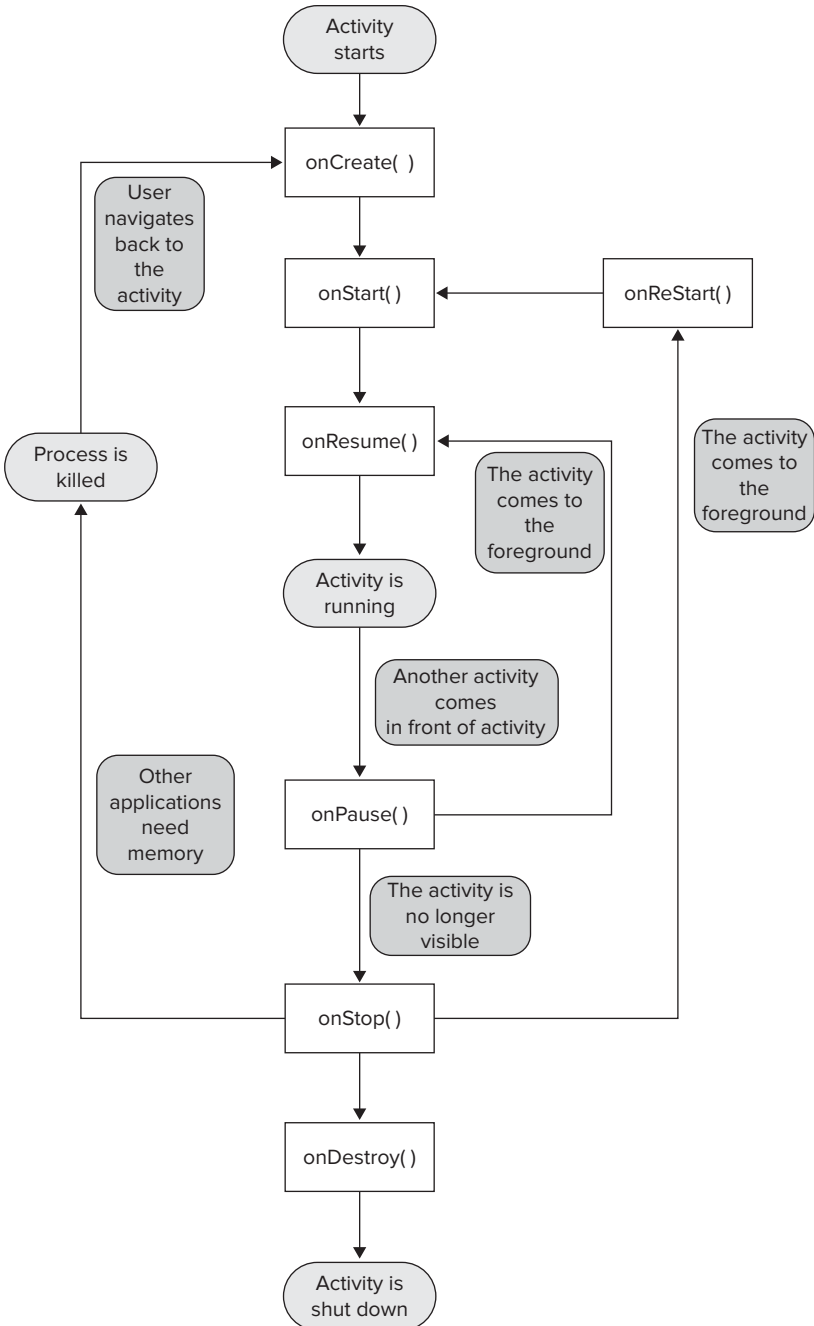 Activity
starts
onCreate( )
User
navigates
back to
the
activity
onStart( )
onReStart( )
onResume( )
The activity
comes to
the
foreground
The activity
comes to
the
foreground
Process is
killed
Activity is
running
Another activity
comes
in front of activity
Other
applications
need
memory
onPause( )
The activity is
no longer
visible
onStop( )
onDestroy( )
Activity is
shut down